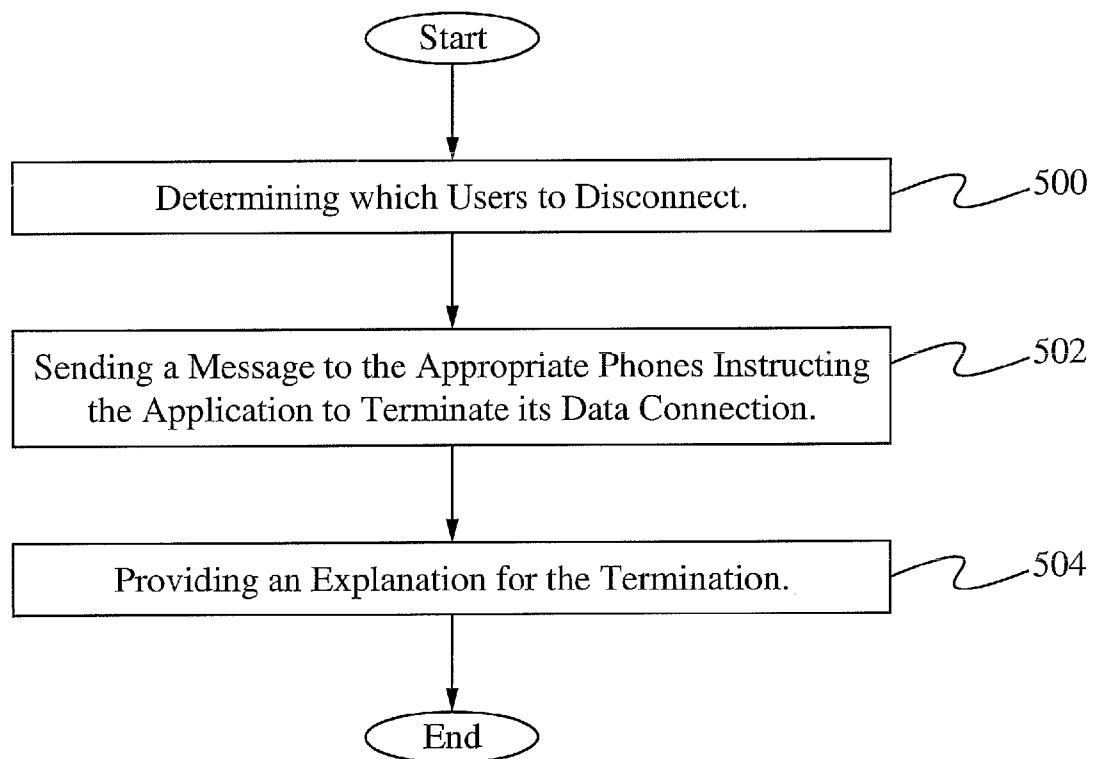 Start
Determining which Users to Disconnect.
500
Sending a Message to the Appropriate Phones Instructing
the Application to Terminate its Data Connection.
502
Providing an Explanation for the Termination.
504
End